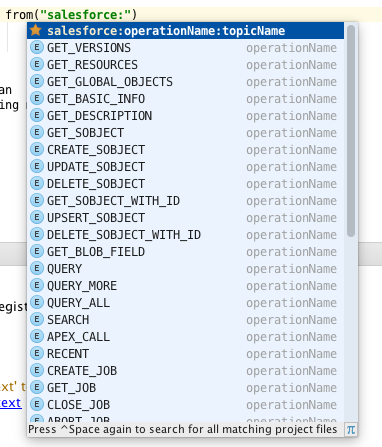 from("salesforce:")
salesforce:operationName:topicName
GET_VERSIONS operationName
GET_RESOURCES operationName
GET_GLOBAL_OBJECTS operationName
GET_BASIC_INFO operationName
an
GET_DESCRIPTION operationName
ing
GET_SOBJECT operationName
CREATE_SOBJECT operationName
UPDATE_SOBJECT operationName
DELETE_SOBJECT operationName
GET_SOBJECT_WITH_ID operationName
UPSERT_SOBJECT operationName
DELETE_SOBJECT_WITH_ID operationName
GET_BLOB_FIELD operationName
QUERY operationName
QUERY_MORE operationName
QUERY_ALL operationName
egist
SEARCH operationName
APEX_CALL operationName
RECENT operationName
CREATE_JOB operationName
xt' t
GET_JOB operationName
text
CLOSE_JOB operationName
ABORT_JOB operationName
Press ^Space again to search for all matching project files π